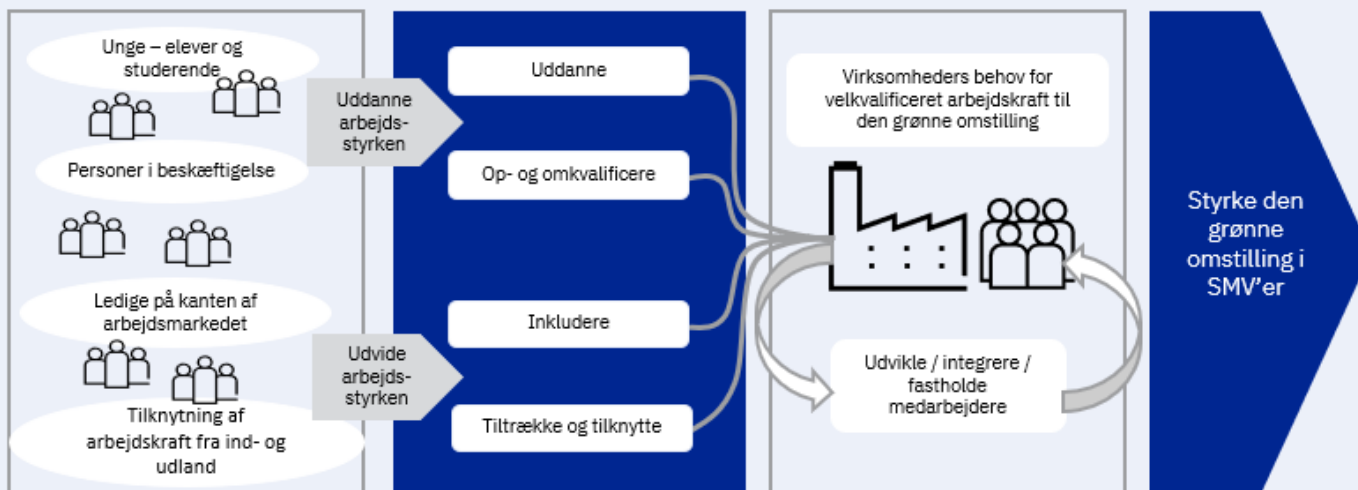 Unge – elever og
studerende
Personer i beskæftigelse
Ledige på kanten af
arbejdsmarkedet
Tilknytning af
arbejdskraft fra ind- og
udland
Uddanne
arbejds-
styrken
Udvide
arbejds-
styrken
Uddanne
Op- og omkvalificere
Inkludere
Tiltrække og tilknytte
Virksomheders behov for
velkvalificeret arbejdskraft til
den grønne omstilling
Udvikle / integrere /
fastholde
medarbejdere
Styrke den
grønne
omstilling i
SMV'er